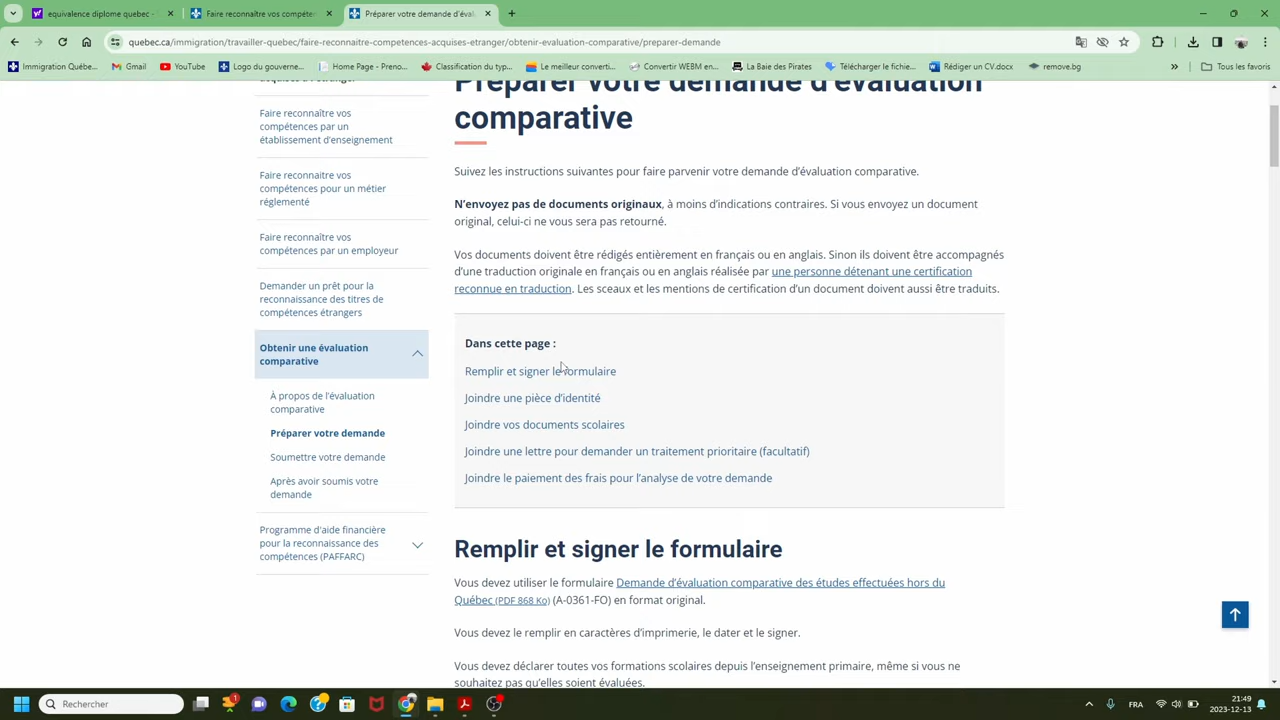 equivalence diplome quebec -
Faire reconnaître vos compéten
Préparer votre demande d'éval
quebec.ca/immigration/travailler-quebec/faire-reconnaitre-competences-acquises-etranger/obtenir-evaluation-comparative/preparer-demande
Immigration Québe...
Gmail
YouTube
Logo du gouverne...
Home Page - Preno...
Classification du typ...
Le meilleur converti...
Convertir WEBM en...
La Baie des Pirates
Télécharger le fichie...
Rédiger un CV.docx
remove.bg
Tous les favoris
Faire reconnaître vos
compétences par un
établissement d'enseignement
Faire reconnaitre vos
compétences pour un métier
réglementé
Faire reconnaître vos
compétences par un employeur
Demander un prêt pour la
reconnaissance des titres de
compétences étrangers
Obtenir une évaluation
comparative
À propos de l'évaluation
comparative
Préparer votre demande
Soumettre votre demande
Après avoir soumis votre
demande
Programme d'aide financière
pour la reconnaissance des
compétences (PAFFARC)
Préparer votre demande d'évaluation
comparative
Suivez les instructions suivantes pour faire parvenir votre demande d'évaluation comparative.
N'envoyez pas de documents originaux, à moins d'indications contraires. Si vous envoyez un document
original, celui-ci ne vous sera pas retourné.
Vos documents doivent être rédigés entièrement en français ou en anglais. Sinon ils doivent être accompagnés
d'une traduction originale en français ou en anglais réalisée par une personne détenant une certification
reconnue en traduction. Les sceaux et les mentions de certification d'un document doivent aussi être traduits.
Dans cette page :
Remplir et signer le formulaire
Joindre une pièce d'identité
Joindre vos documents scolaires
Joindre une lettre pour demander un traitement prioritaire (facultatif)
Joindre le paiement des frais pour l'analyse de votre demande
Remplir et signer le formulaire
Vous devez utiliser le formulaire Demande d'évaluation comparative des études effectuées hors du
Québec (PDF 868 Ko) (A-0361-FO) en format original.
Vous devez le remplir en caractères d'imprimerie, le dater et le signer.
Vous devez déclarer toutes vos formations scolaires depuis l'enseignement primaire, même si vous ne
souhaitez pas qu'elles soient évaluées.
Rechercher
1
FRA
21:49
2023-12-13